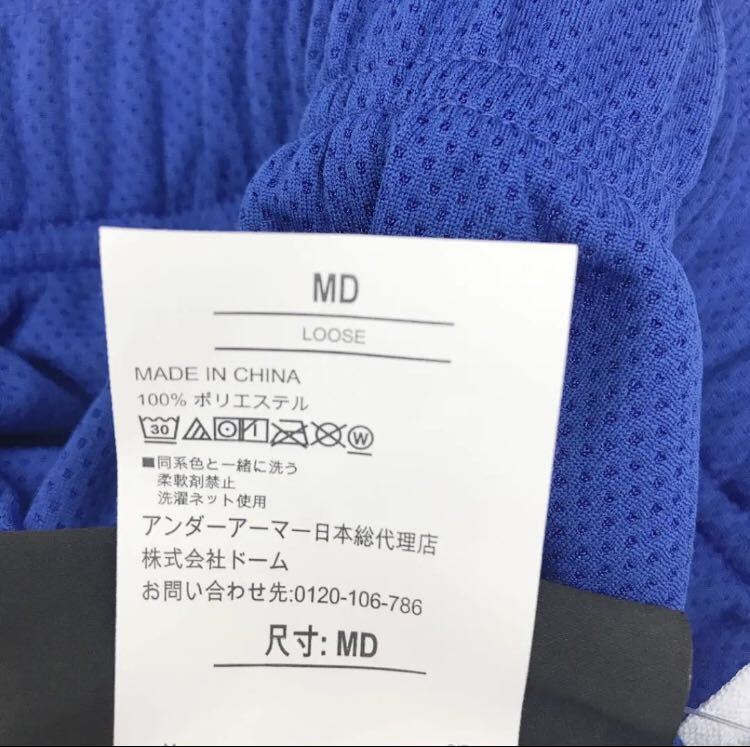 MD
LOOSE
MADE IN CHINA
100% ポリエステル
30 W
■同系色と一緒に洗う
柔軟剤禁止
洗濯ネット使用
アンダーアーマー日本総代理店
株式会社ドーム
お問い合わせ先:0120-106-786
尺寸: MD